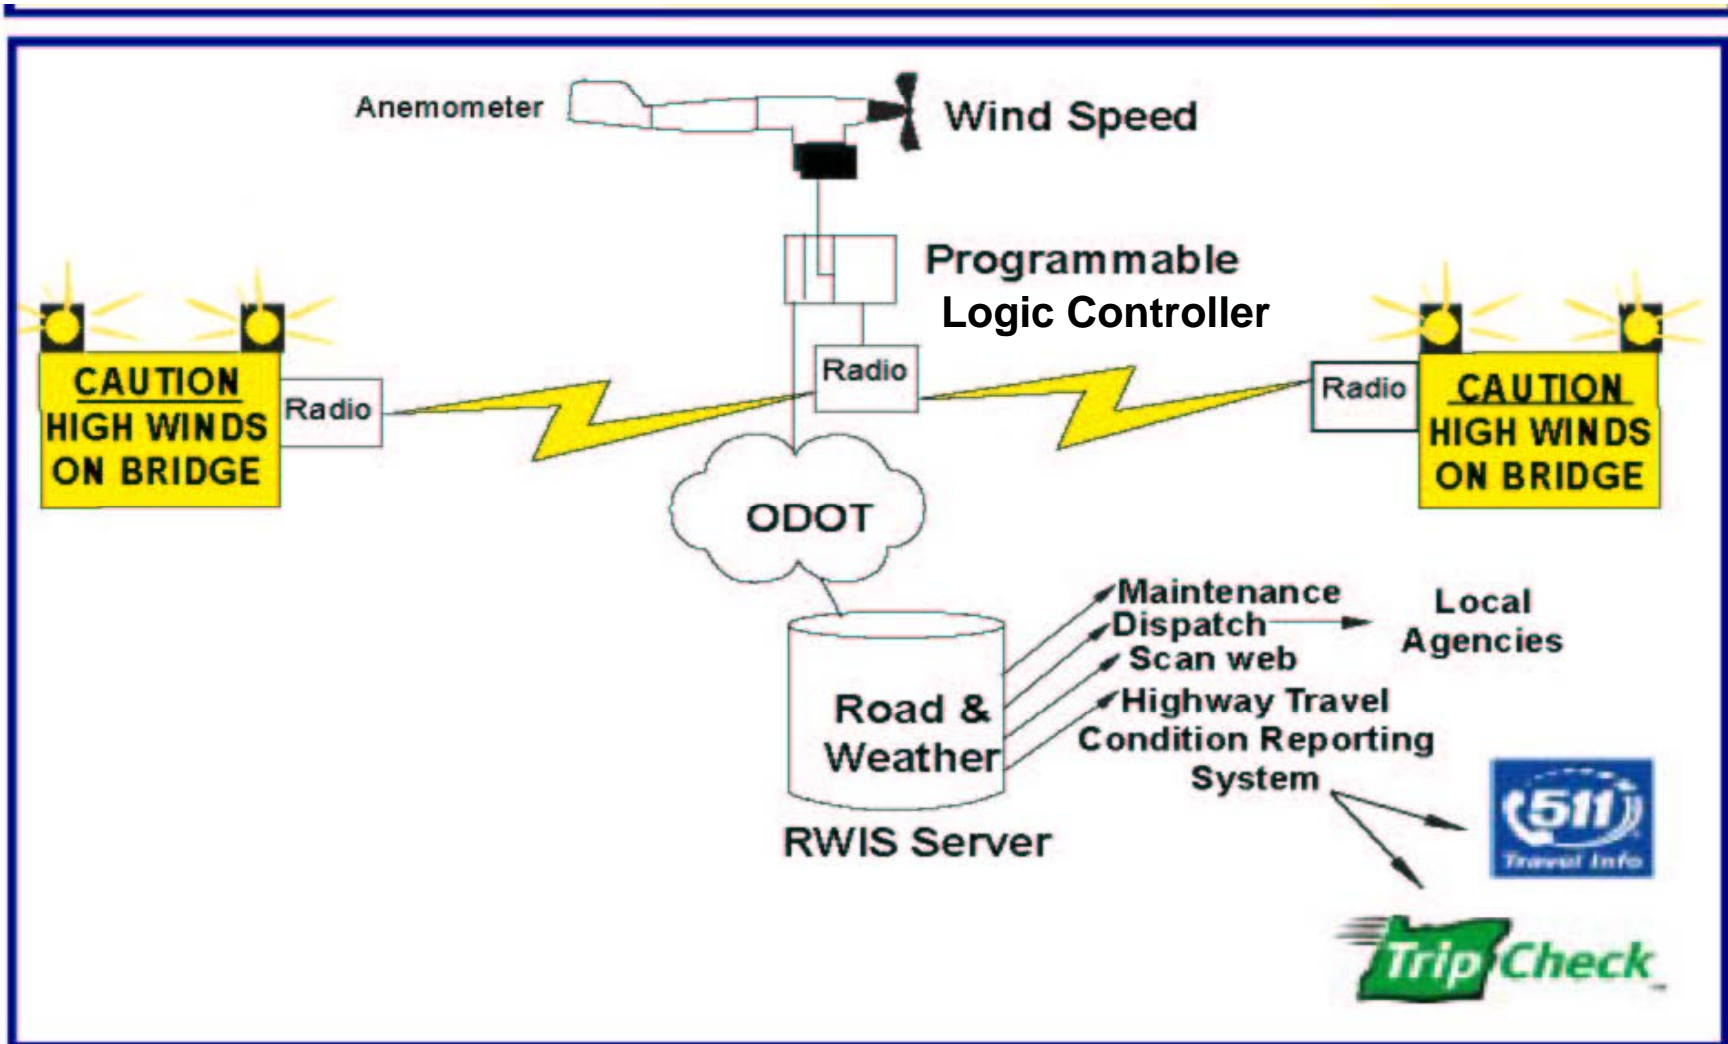 Anemometer
Wind Speed
Programmable
Logic Controller
CAUTION
HIGH WINDS
ON BRIDGE
Radio
Radio
Radio
CAUTION
HIGH WINDS
ON BRIDGE
ODOT
Maintenance
Dispatch
Scan web
Highway Travel
Condition Reporting
System
Local
Agencies
Road &
Weather
RWIS Server
511
Travel Info
Trip Check